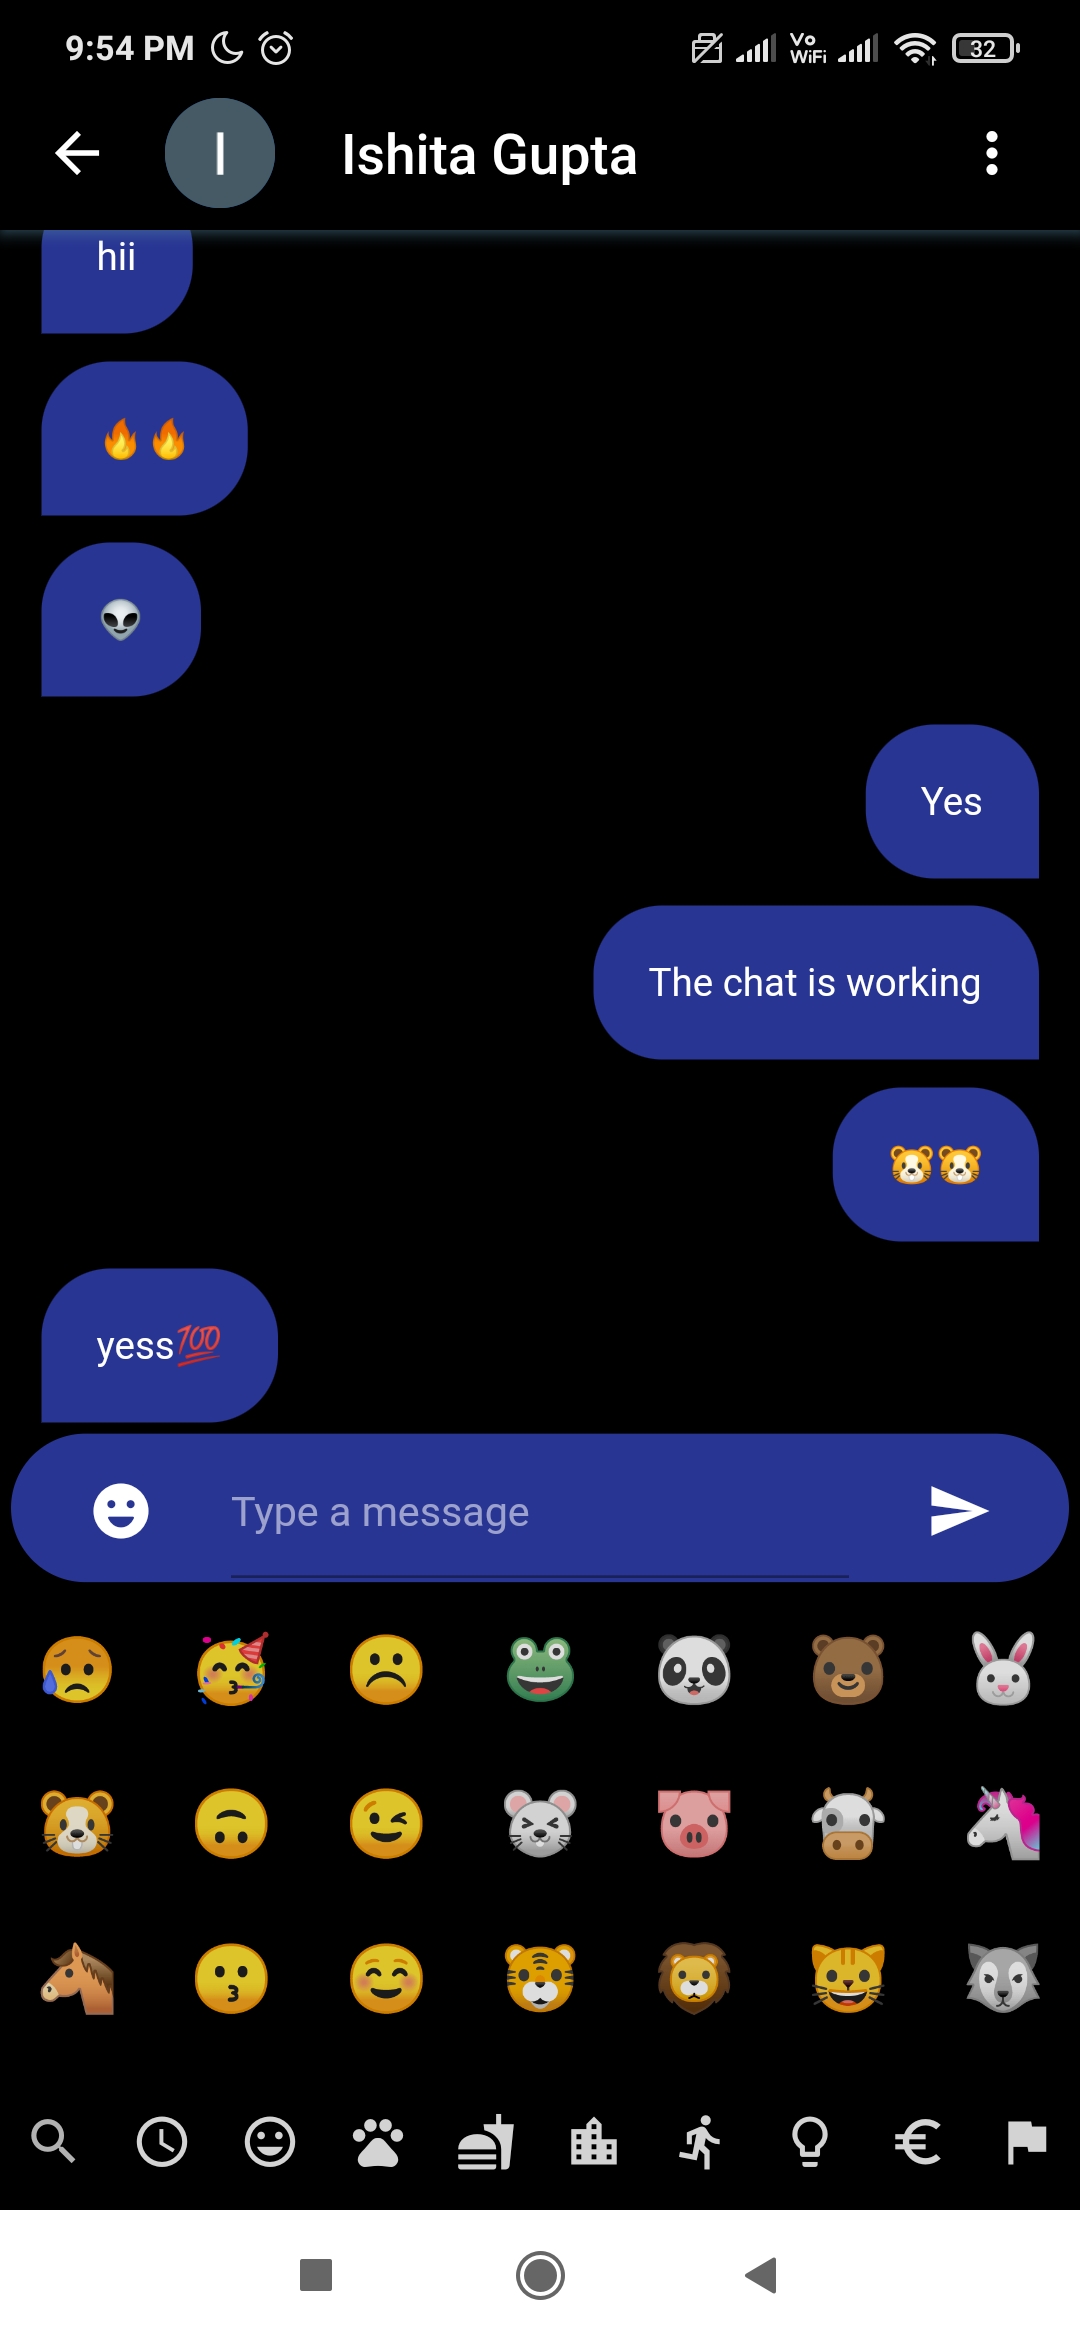 9:54 PM Vo WiFi 32
I Ishita Gupta
hii
🔥🔥
👽
Yes
The chat is working
🐹🐹
yess💯
Type a message